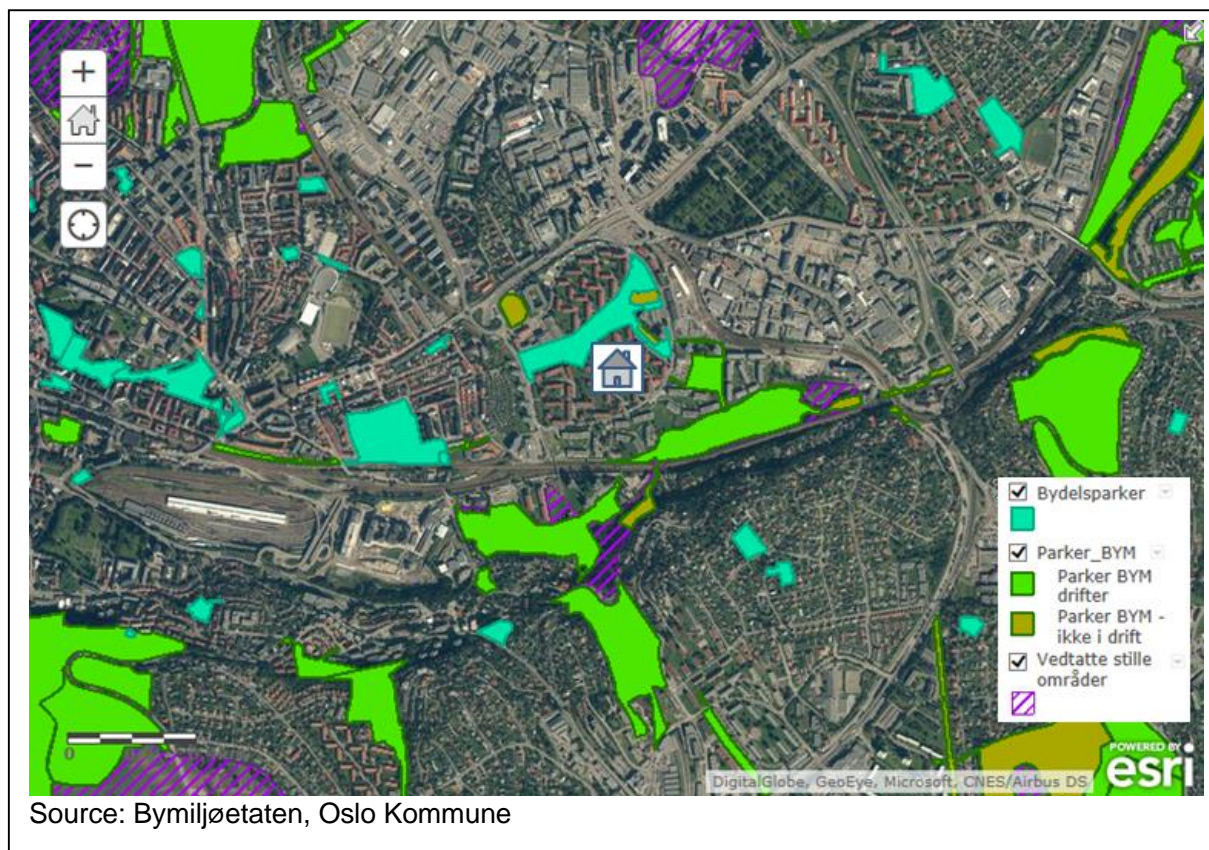 +
−
Bydelsparker
Parker_BYM
Parker BYM
drifter
Parker BYM -
ikke i drift
Vedtatte stille
områder
0
POWERED BY
esri
DigitalGlobe, GeoEye, Microsoft, CNES/Airbus DS
Source: Bymiljøetaten, Oslo Kommune